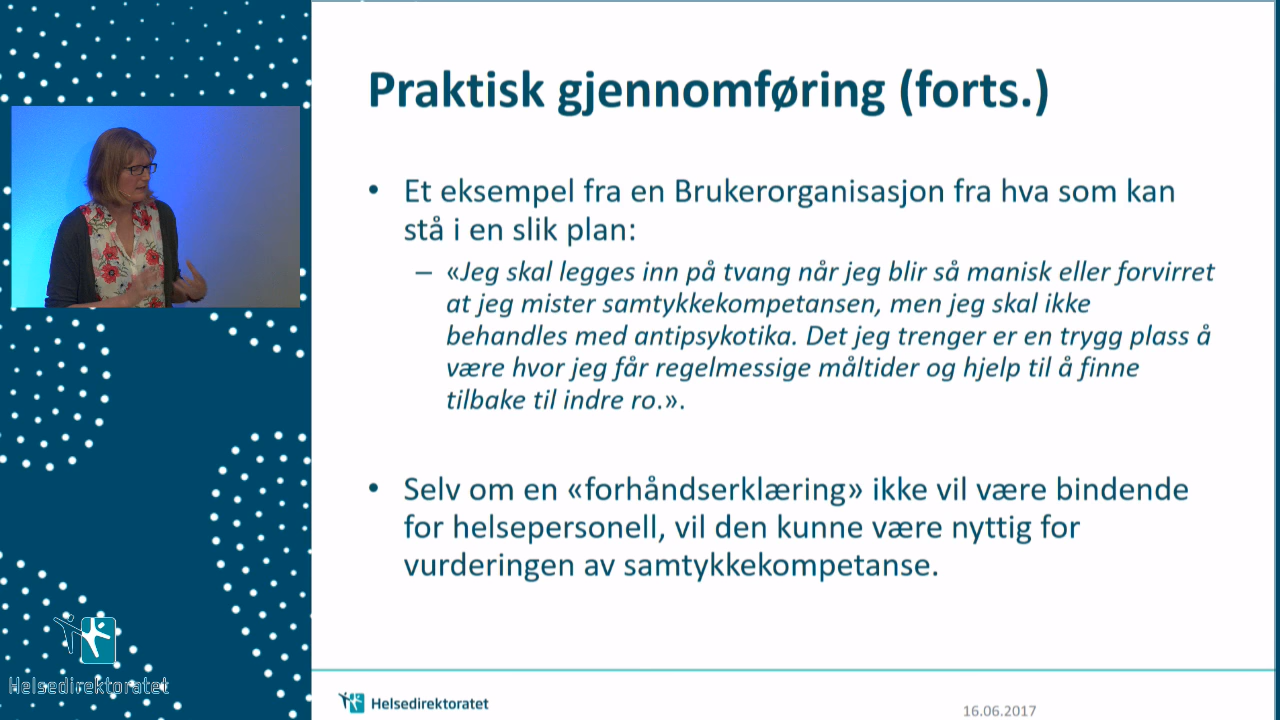 Praktisk gjennomføring (forts.)
• Et eksempel fra en Brukerorganisasjon fra hva som kan
stå i en slik plan:
– «Jeg skal legges inn på tvang når jeg blir så manisk eller forvirret
at jeg mister samtykkekompetansen, men jeg skal ikke
behandles med antipsykotika. Det jeg trenger er en trygg plass å
være hvor jeg får regelmessige måltider og hjelp til å finne
tilbake til indre ro.».
• Selv om en «forhåndserklæring» ikke vil være bindende
for helsepersonell, vil den kunne være nyttig for
vurderingen av samtykkekompetanse.
Helsedirektoratet
Helsedirektoratet
16.06.2017